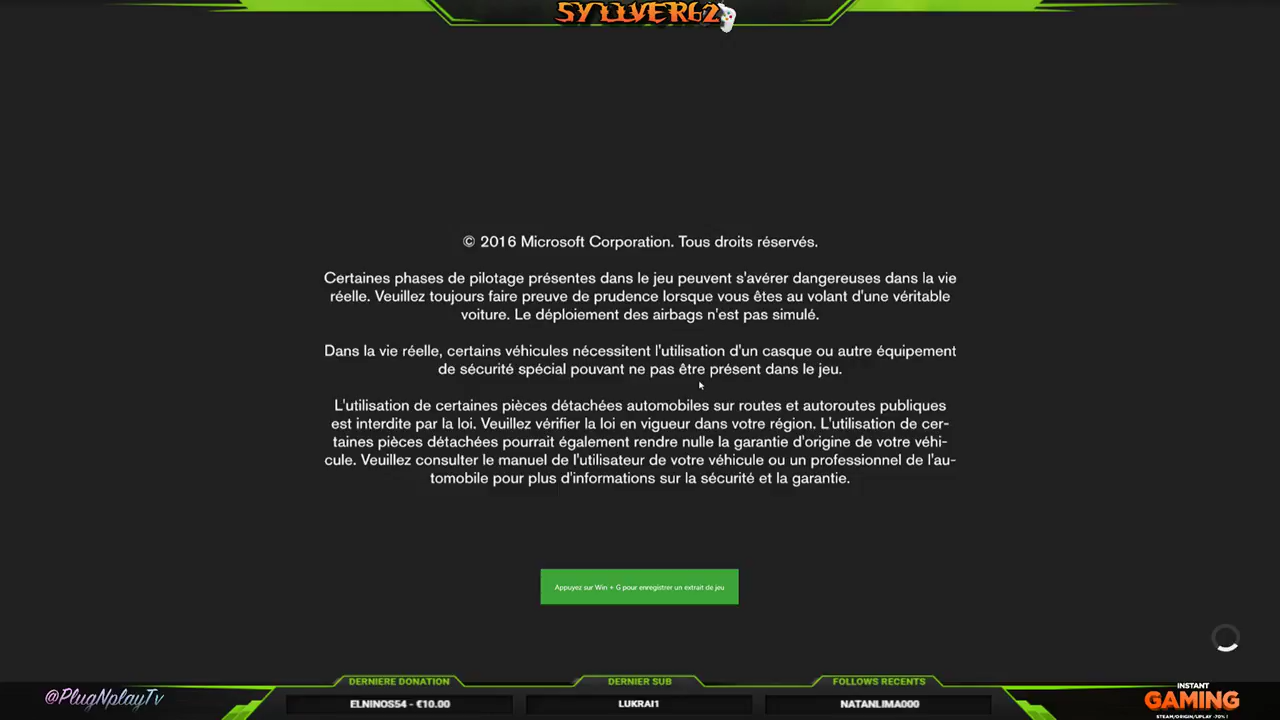 SYLLVER62
© 2016 Microsoft Corporation. Tous droits réservés.
Certaines phases de pilotage présentes dans le jeu peuvent s'avérer dangereuses dans la vie
réelle. Veuillez toujours faire preuve de prudence lorsque vous êtes au volant d'une véritable
voiture. Le déploiement des airbags n'est pas simulé.
Dans la vie réelle, certains véhicules nécessitent l'utilisation d'un casque ou autre équipement
de sécurité spécial pouvant ne pas être présent dans le jeu.
L'utilisation de certaines pièces détachées automobiles sur routes et autoroutes publiques
est interdite par la loi. Veuillez vérifier la loi en vigueur dans votre région. L'utilisation de cer-
taines pièces détachées pourrait également rendre nulle la garantie d'origine de votre véhi-
cule. Veuillez consulter le manuel de l'utilisateur de votre véhicule ou un professionnel de l'au-
tomobile pour plus d'informations sur la sécurité et la garantie.
Appuyez sur Win + G pour enregistrer un extrait de jeu
@PlugNplayTv
DERNIERE DONATION
ELNINOS54 - €10.00
DERNIER SUB
LUKRAI1
FOLLOWS RECENTS
NATANLIMA000
INSTANT
GAMING
STEAM/ORIGIN/UPLAY -70% !